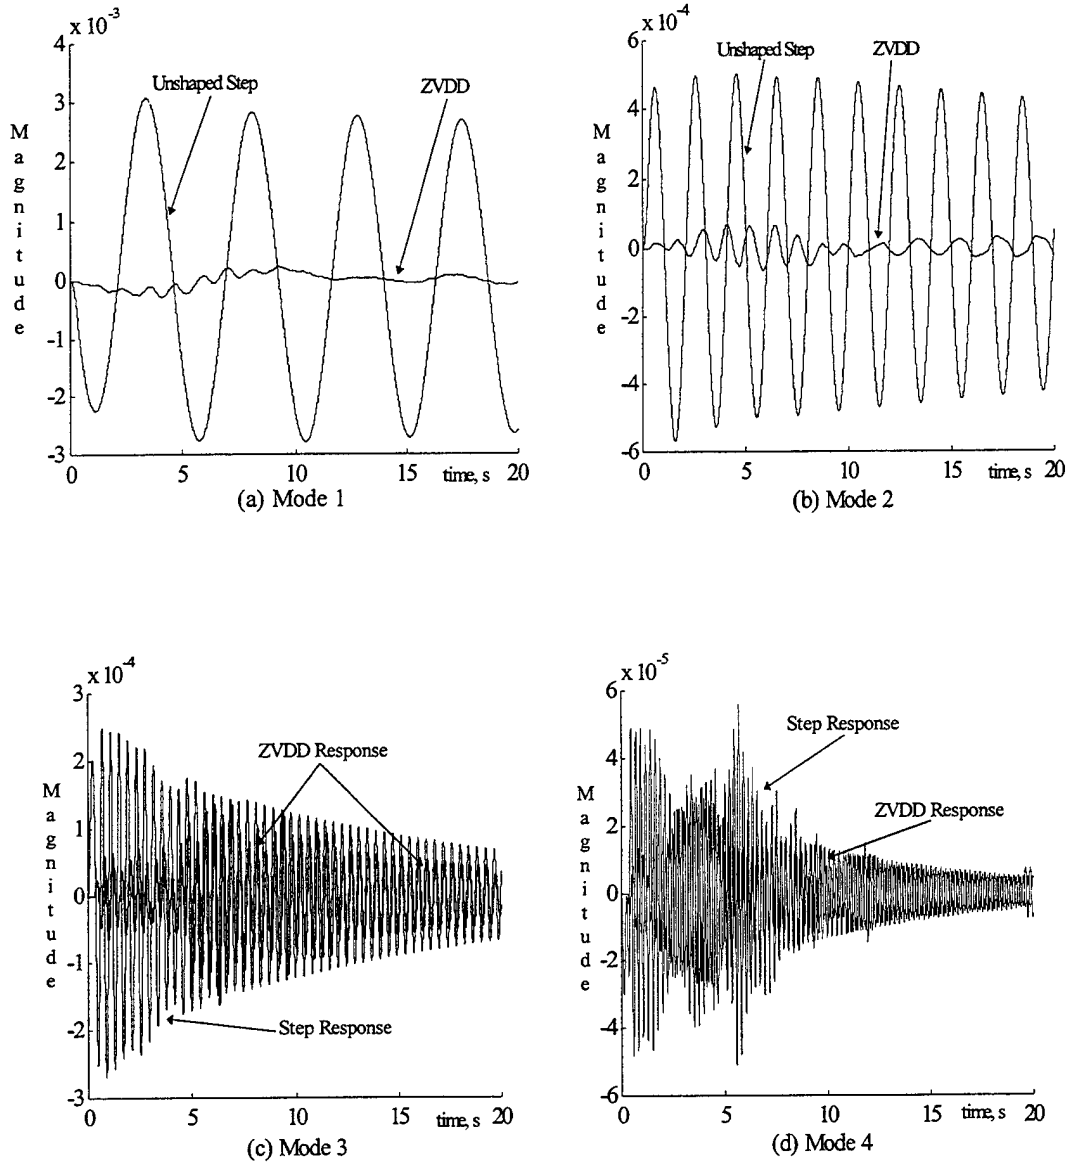 x 10-3
4
3
2
1
0
-1
-2
-3
Magnitude
Unshaped Step
ZVDD
0 5 10 15 time, s 20
(a) Mode 1
x 10-4
6
4
2
0
-2
-4
-6
Magnitude
Unshaped Step
ZVDD
0 5 10 15 time, s 20
(b) Mode 2
x 10-4
3
2
1
0
-1
-2
-3
Magnitude
ZVDD Response
Step Response
0 5 10 15 time, s 20
(c) Mode 3
x 10-5
6
4
2
0
-2
-4
-6
Magnitude
Step Response
ZVDD Response
0 5 10 15 time, s 20
(d) Mode 4